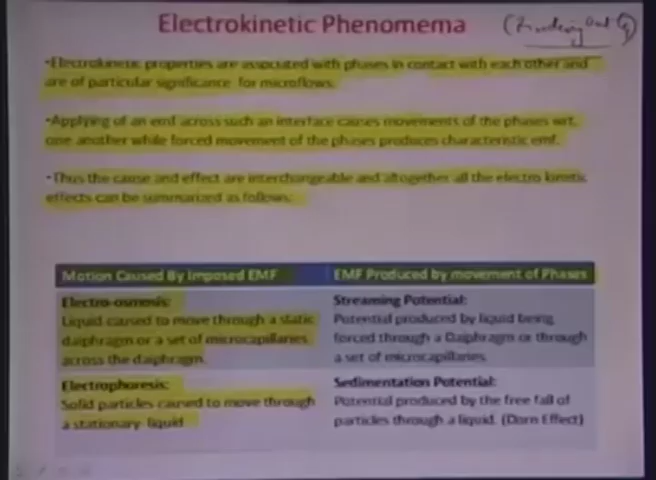 Electrokinetic Phenomema
•Electrokinetic properties are associated with phases in contact with each other and
are of particular significance for microflows.
•Applying of an emf across such an interface causes movements of the phases wrt.
one another while forced movement of the phases produces characteristic emf.
•Thus the cause and effect are interchangeable and altogether all the electro kinetic
effects can be summarized as follows:
Motion Caused By Imposed EMF
EMF Produced by movement of Phases
Electro-osmosis:
Liquid caused to move through a static
daiphragm or a set of microcapillaries
across the daiphragm.
Streaming Potential:
Potential produced by liquid being
forced through a Daiphragm or through
a set of microcapillaries
Electrophoresis:
Solid particles caused to move through
a stationary liquid
Sedimentation Potential:
Potential produced by the free fall of
particles through a liquid. (Dorn Effect)